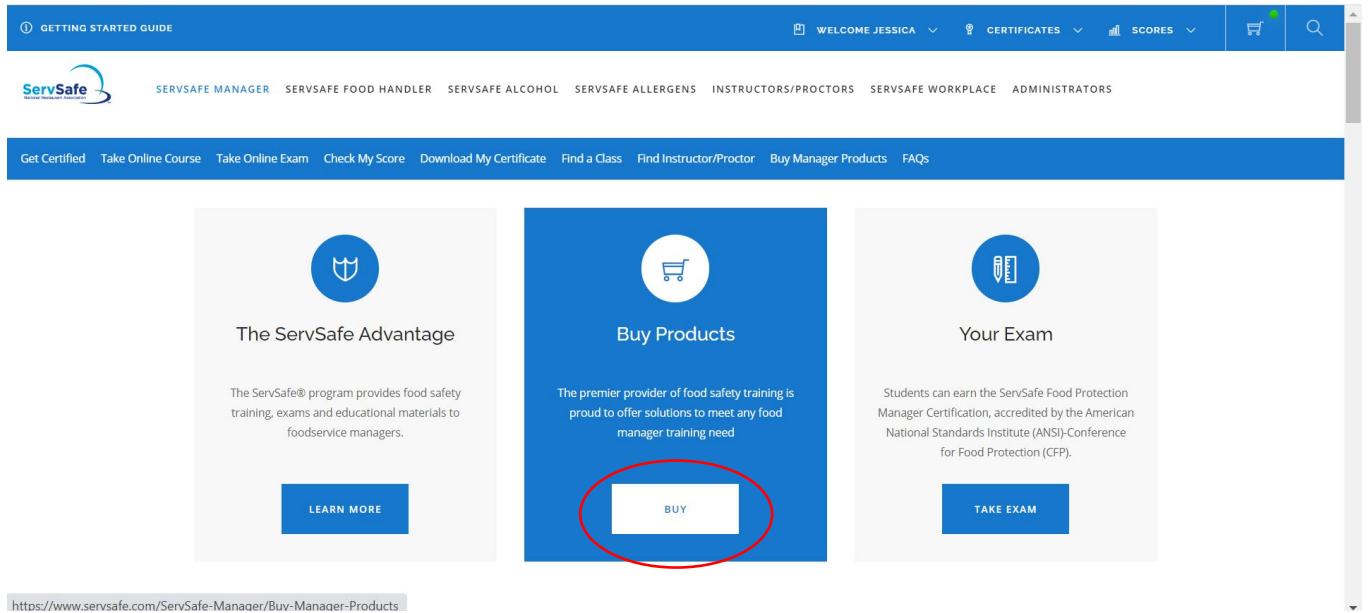 GETTING STARTED GUIDE
WELCOME JESSICA
CERTIFICATES
SCORES
ServSafe
National Restaurant Association
SERVSAFE MANAGER SERVSAFE FOOD HANDLER SERVSAFE ALCOHOL SERVSAFE ALLERGENS INSTRUCTORS/PROCTORS SERVSAFE WORKPLACE ADMINISTRATORS
Get Certified Take Online Course Take Online Exam Check My Score Download My Certificate Find a Class Find Instructor/Proctor Buy Manager Products FAQs
The ServSafe Advantage
The ServSafe® program provides food safety
training, exams and educational materials to
foodservice managers.
LEARN MORE
Buy Products
The premier provider of food safety training is
proud to offer solutions to meet any food
manager training need
BUY
Your Exam
Students can earn the ServSafe Food Protection
Manager Certification, accredited by the American
National Standards Institute (ANSI)-Conference
for Food Protection (CFP).
TAKE EXAM
https://www.servsafe.com/ServSafe-Manager/Buy-Manager-Products